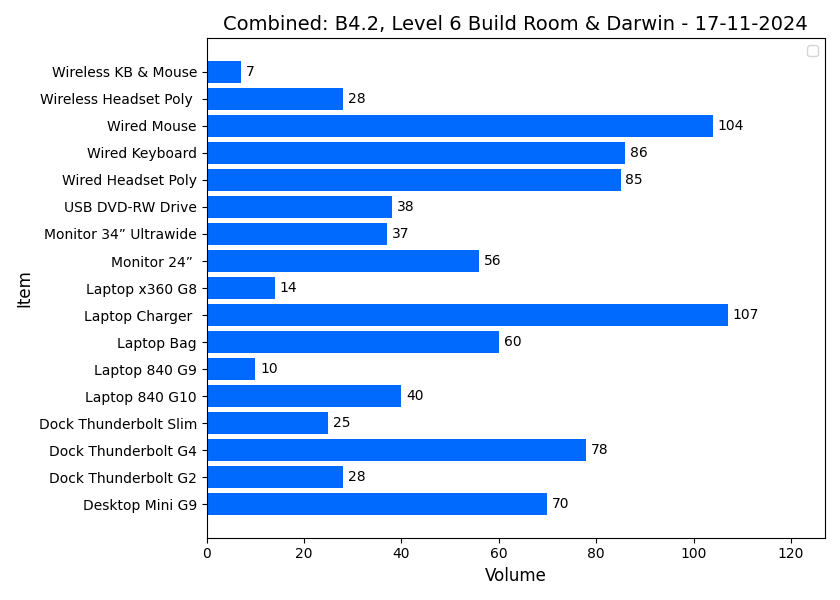 Combined: B4.2, Level 6 Build Room & Darwin - 17-11-2024
Wireless KB & Mouse 7
Wireless Headset Poly 28
Wired Mouse 104
Wired Keyboard 86
Wired Headset Poly 85
USB DVD-RW Drive 38
Monitor 34” Ultrawide 37
Monitor 24” 56
Laptop x360 G8 14
Laptop Charger 107
Laptop Bag 60
Laptop 840 G9 10
Laptop 840 G10 40
Dock Thunderbolt Slim 25
Dock Thunderbolt G4 78
Dock Thunderbolt G2 28
Desktop Mini G9 70
Item
0 20 40 60 80 100 120
Volume